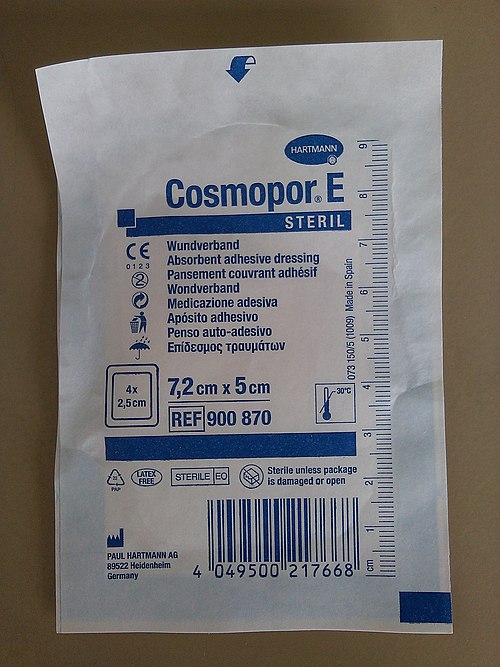 HARTMANN
Cosmopor® E
STERIL
CE
0123
Wundverband
Absorbent adhesive dressing
Pansement couvrant adhésif
Wondverband
Medicazione adesiva
Apósito adhesivo
Penso auto-adesivo
Επίδεσμος τραυμάτων
2
4x
2,5cm
7,2 cm x 5 cm
REF 900 870
30°C
073 150/5 (1009) Made in Spain
9
8
7
6
5
4
3
2
1
cm
PAP
LATEX
FREE
STERILE EO
Sterile unless package
is damaged or open
PAUL HARTMANN AG
89522 Heidenheim
Germany
4 049500 217668